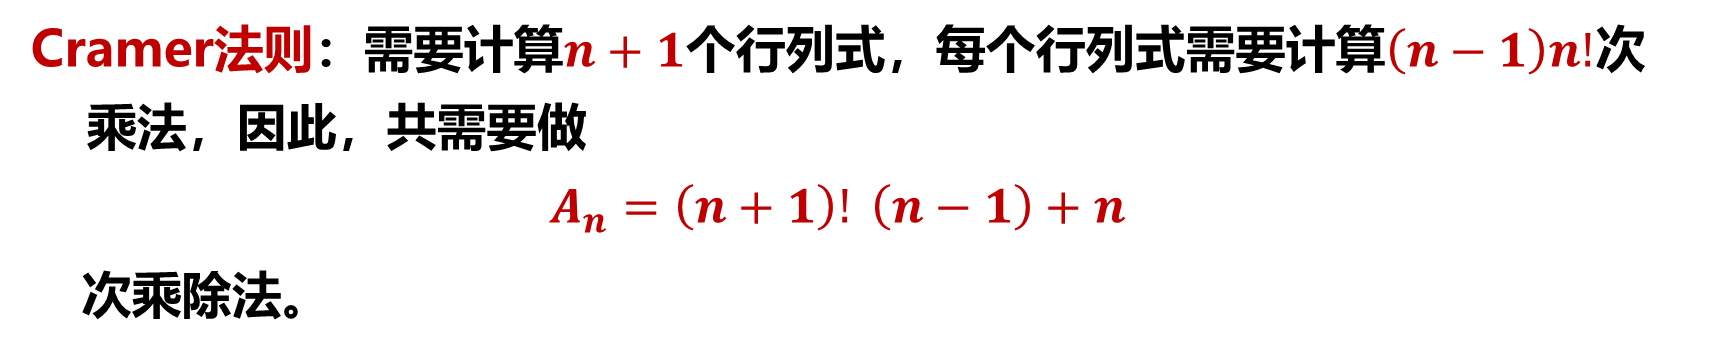 Cramer法则：需要计算n + 1个行列式，每个行列式需要计算(n − 1)n!次
乘法，因此，共需要做
Aₙ = (n + 1)! (n − 1) + n
次乘除法。